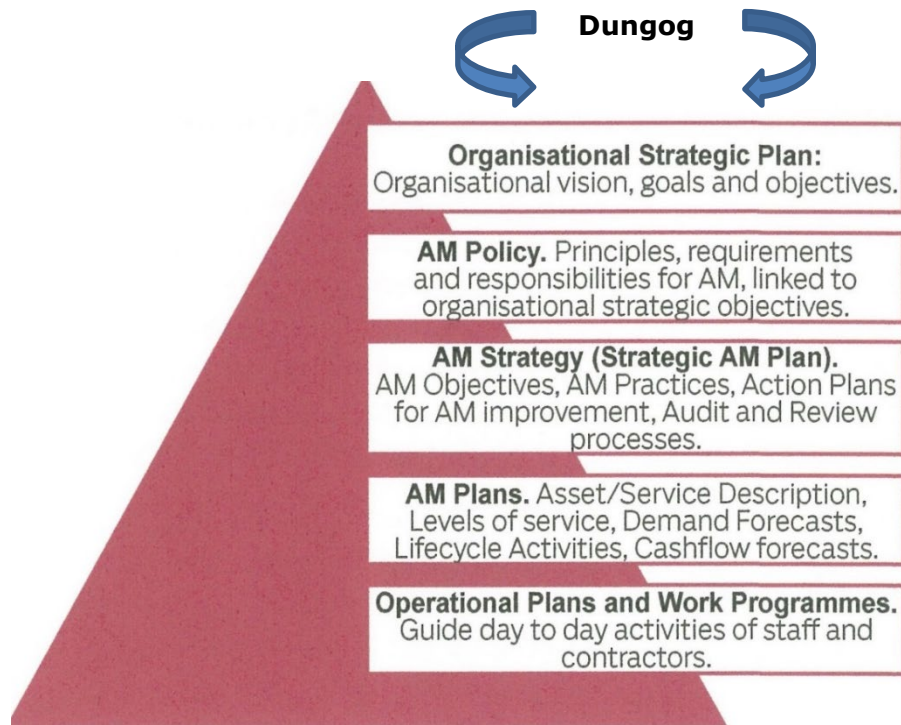 Dungog
Organisational Strategic Plan:
Organisational vision, goals and objectives.
AM Policy. Principles, requirements
and responsibilities for AM, linked to
organisational strategic objectives.
AM Strategy (Strategic AM Plan).
AM Objectives, AM Practices, Action Plans
for AM improvement, Audit and Review
processes.
AM Plans. Asset/Service Description,
Levels of service, Demand Forecasts,
Lifecycle Activities, Cashflow forecasts.
Operational Plans and Work Programmes.
Guide day to day activities of staff and
contractors.